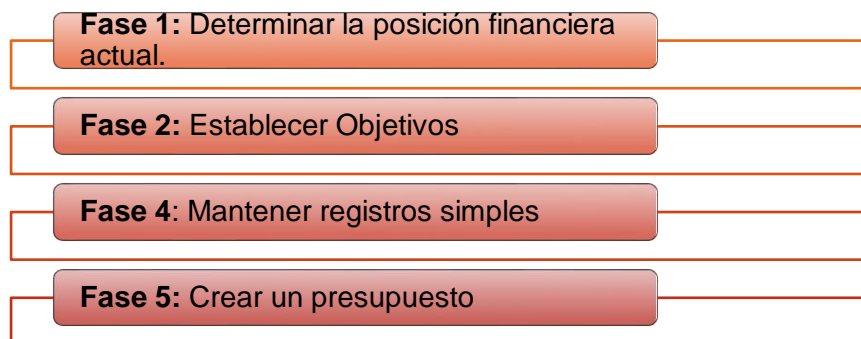 Fase 1: Determinar la posición financiera
actual.
Fase 2: Establecer Objetivos
Fase 4: Mantener registros simples
Fase 5: Crear un presupuesto